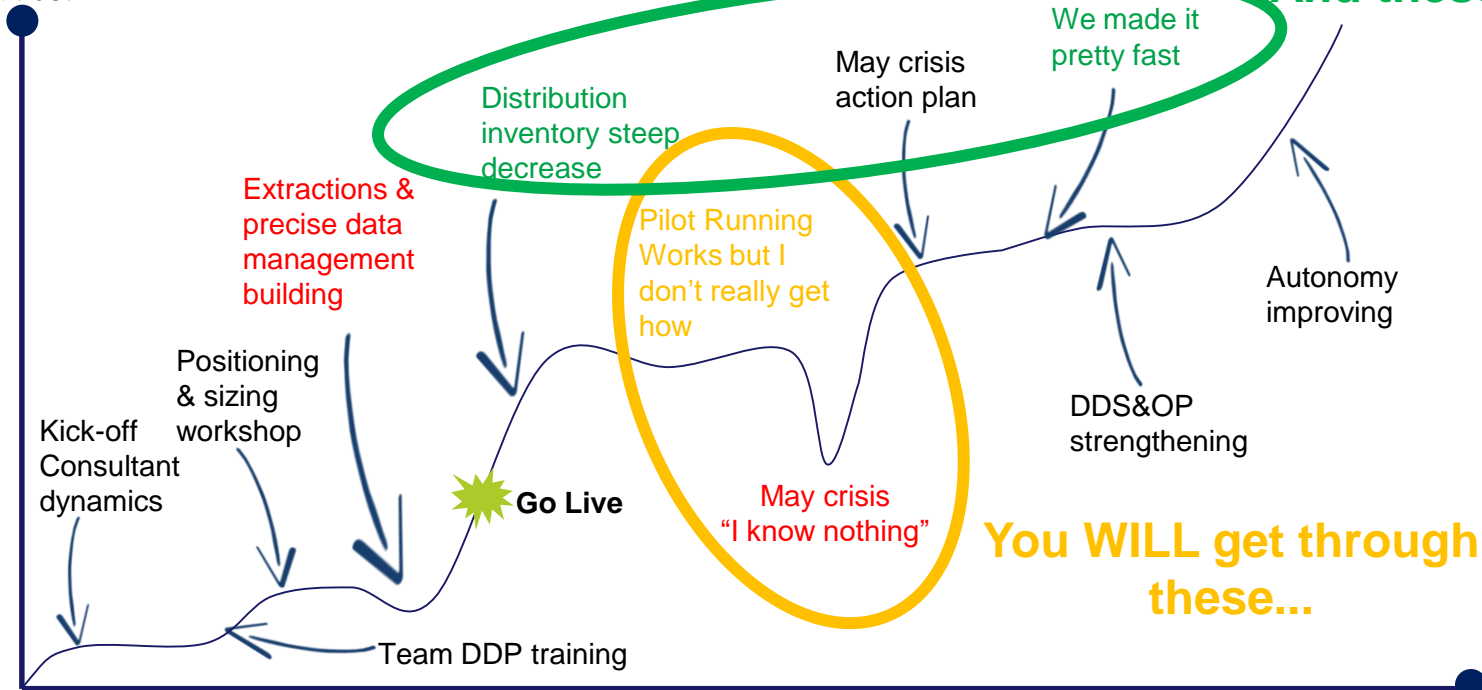 And these
We made it
pretty fast
May crisis
action plan
Distribution
inventory steep
decrease
Extractions &
precise data
management
building
Pilot Running
Works but I
don't really get
how
Autonomy
improving
Positioning
& sizing
workshop
Kick-off
Consultant
dynamics
DDS&OP
strengthening
Go Live
May crisis
“I know nothing”
You WILL get through
these...
Team DDP training